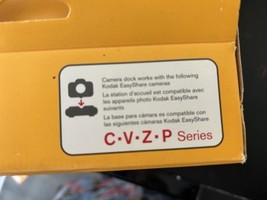 Camera dock works with the following
Kodak EasyShare cameras
La station d'accueil est compatible avec
les appareils photo Kodak EasyShare
suivants
La base para cámara es compatible con
las siguientes cámaras Kodak EasyShare
C•V•Z•P Series